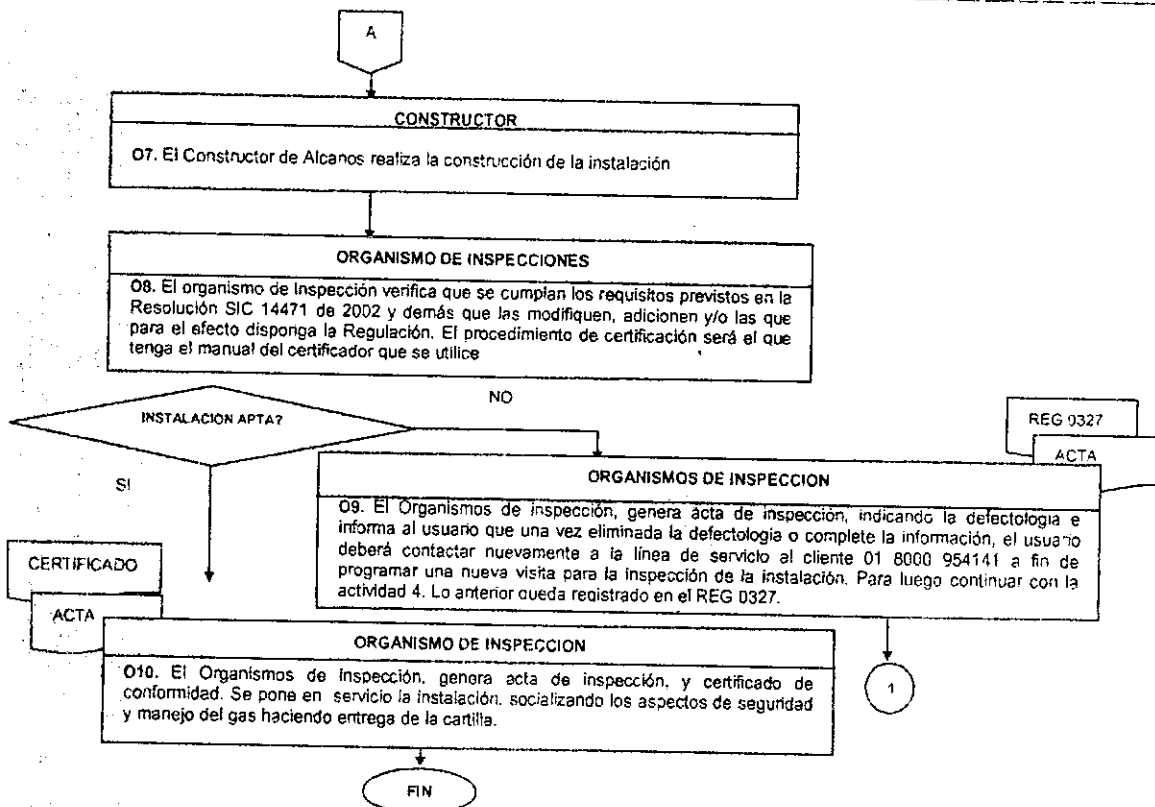 A
CONSTRUCTOR
O7. El Constructor de Alcanos realiza la construcción de la instalación
ORGANISMO DE INSPECCIONES
O8. El organismo de Inspección verifica que se cumplan los requisitos previstos en la
Resolución SIC 14471 de 2002 y demás que las modifiquen, adicionen y/o las que
para el efecto disponga la Regulación. El procedimiento de certificación será el que
tenga el manual del certificador que se utilice
NO
INSTALACION APTA?
REG 0327
ACTA
SI
ORGANISMOS DE INSPECCION
O9. El Organismos de inspección, genera acta de inspección, indicando la defectologia e
informa al usuario que una vez eliminada la defectologia o complete la información, el usuario
deberá contactar nuevamente a la línea de servicio al cliente 01 8000 954141 a fin de
programar una nueva visita para la inspección de la instalación. Para luego continuar con la
actividad 4. Lo anterior queda registrado en el REG 0327.
CERTIFICADO
ACTA
ORGANISMO DE INSPECCION
O10. El Organismos de Inspección, genera acta de inspección, y certificado de
conformidad. Se pone en servicio la instalación, socializando los aspectos de seguridad
y manejo del gas haciendo entrega de la cartilla.
1
FIN